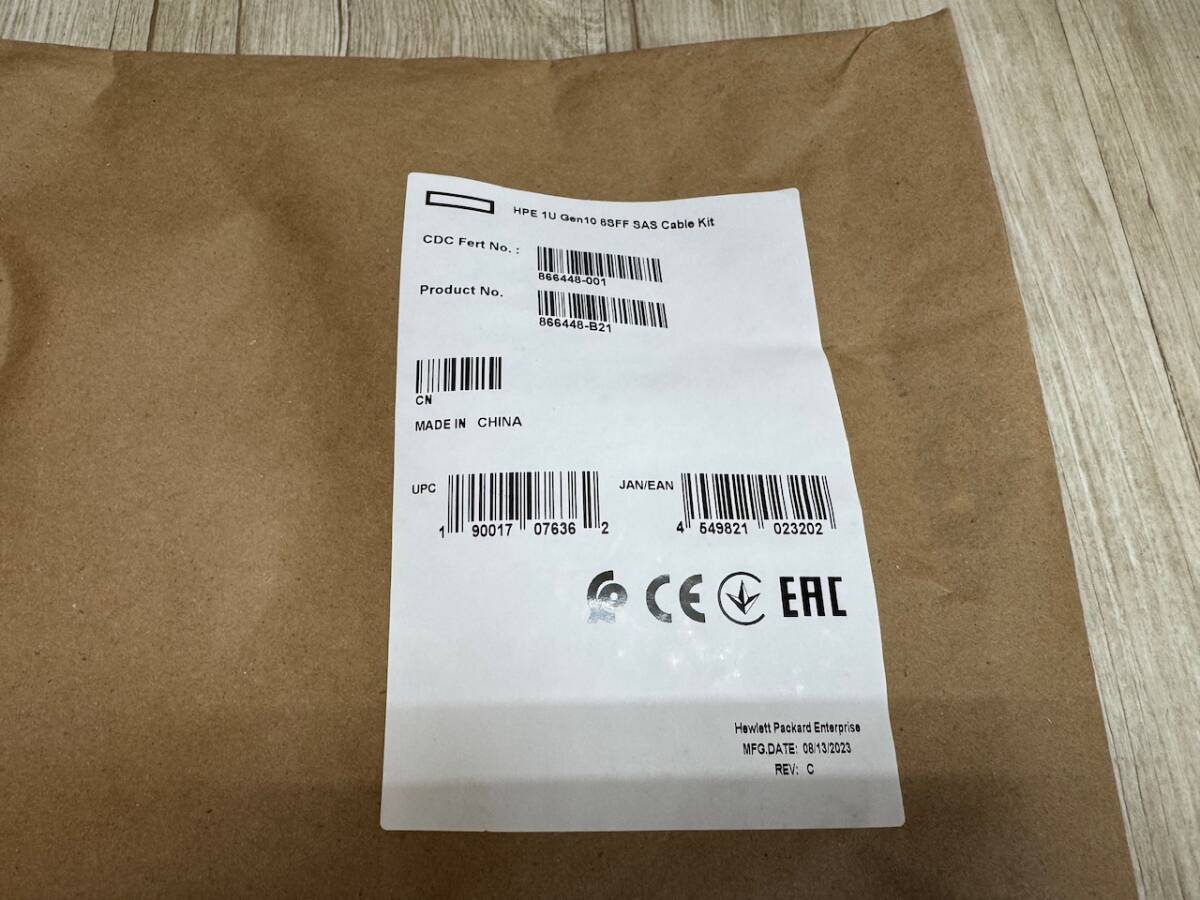 HPE 1U Gen10 8SFF SAS Cable Kit
CDC Fert No. :
866448-001
Product No.
866448-B21
CN
MADE IN CHINA
UPC
1 90017 07636 2
JAN/EAN
4 549821 023202
CE
EAC
Hewlett Packard Enterprise
MFG.DATE: 08/13/2023
REV: C